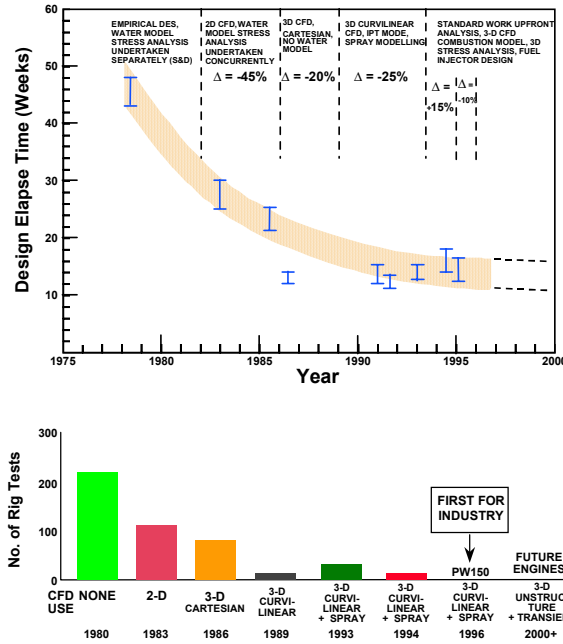 EMPIRICAL DES,
WATER MODEL
STRESS ANALYSIS
UNDERTAKEN
SEPARATELY (S&D)
2D CFD,WATER
MODEL STRESS
ANALYSIS
UNDERTAKEN
CONCURRENTLY
Δ = -45%
3D CFD,
CARTESIAN,
NO WATER
MODEL
Δ = -20%
3D CURVILINEAR
CFD, IPT MODE,
SPRAY MODELLING
Δ = -25%
STANDARD WORK UPFRONT
ANALYSIS, 3-D CFD
COMBUSTION MODEL, 3D
STRESS ANALYSIS, FUEL
INJECTOR DESIGN
Δ =
+15%
Δ =
-10%
Design Elapse Time (Weeks)
60
50
40
30
20
10
1975
1980
1985
1990
1995
2000
Year
No. of Rig Tests
300
200
100
0
FIRST FOR
INDUSTRY
PW150
FUTURE
ENGINES
CFD
USE
NONE
2-D
3-D
CARTESIAN
3-D
CURVI-
LINEAR
3-D
CURVI-
LINEAR
+ SPRAY
3-D
CURVI-
LINEAR
+ SPRAY
3-D
CURVI-
LINEAR
+ SPRAY
3-D
UNSTRUC
TURE
+ TRANSIEN
1980
1983
1986
1989
1993
1994
1996
2000+